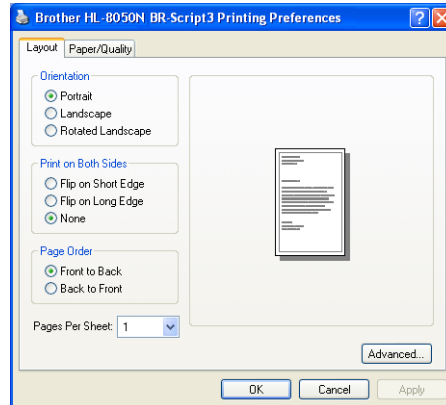 Brother HL-8050N BR-Script3 Printing Preferences
Layout Paper/Quality
Orientation
Portrait
Landscape
Rotated Landscape
Print on Both Sides
Flip on Short Edge
Flip on Long Edge
None
Page Order
Front to Back
Back to Front
Pages Per Sheet: 1
Advanced...
OK Cancel Apply